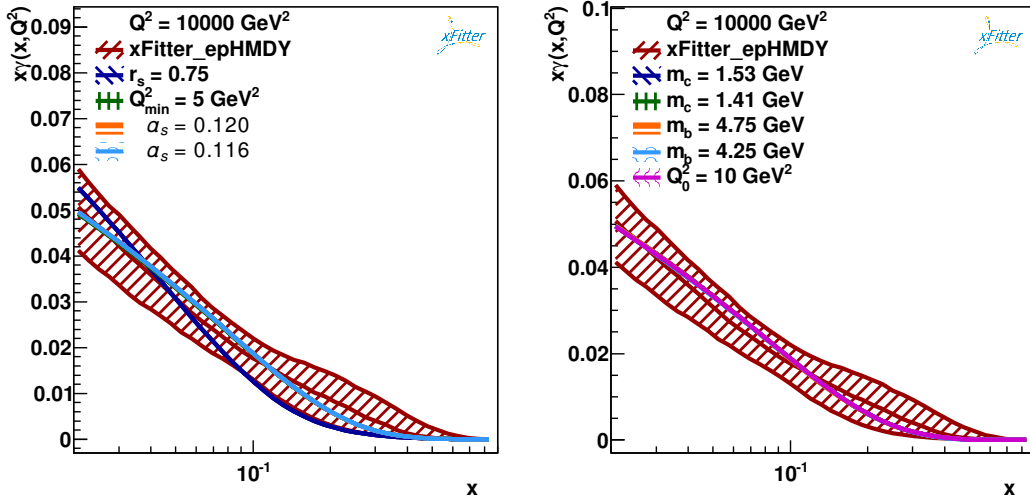 xγ(x,Q²)
Q² = 10000 GeV²
xFitter_epHMDY
r_s = 0.75
Q²_min = 5 GeV²
α_s = 0.120
α_s = 0.116
xFitter
0.09
0.08
0.07
0.06
0.05
0.04
0.03
0.02
0.01
0
10⁻¹
x
xγ(x,Q²)
Q² = 10000 GeV²
xFitter_epHMDY
m_c = 1.53 GeV
m_c = 1.41 GeV
m_b = 4.75 GeV
m_b = 4.25 GeV
Q²_0 = 10 GeV²
xFitter
0.1
0.08
0.06
0.04
0.02
0
10⁻¹
x